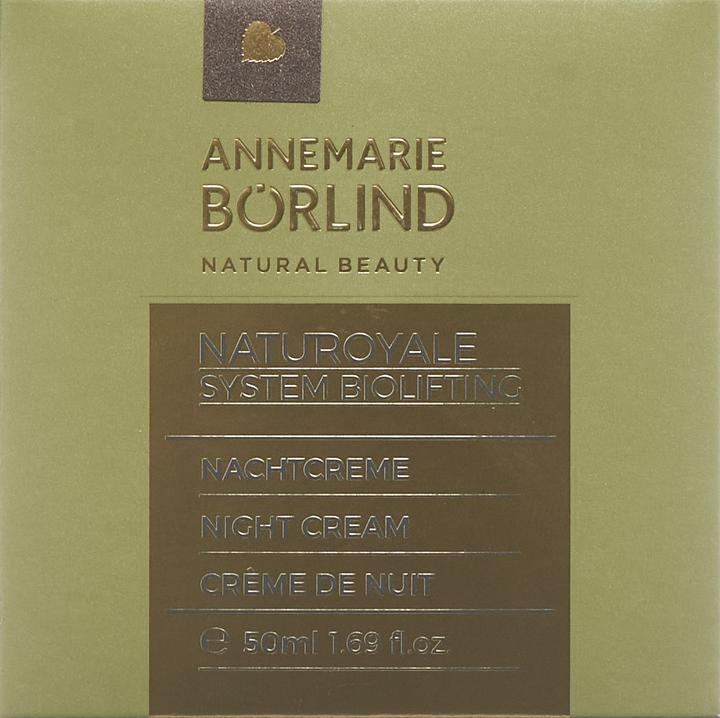 ANNEMARIE
BÖRLIND
NATURAL BEAUTY
NATUROYALE
SYSTEM BIOLIFTING
NACHTCREME
NIGHT CREAM
CRÈME DE NUIT
℮ 50ml 1.69 fl.oz.